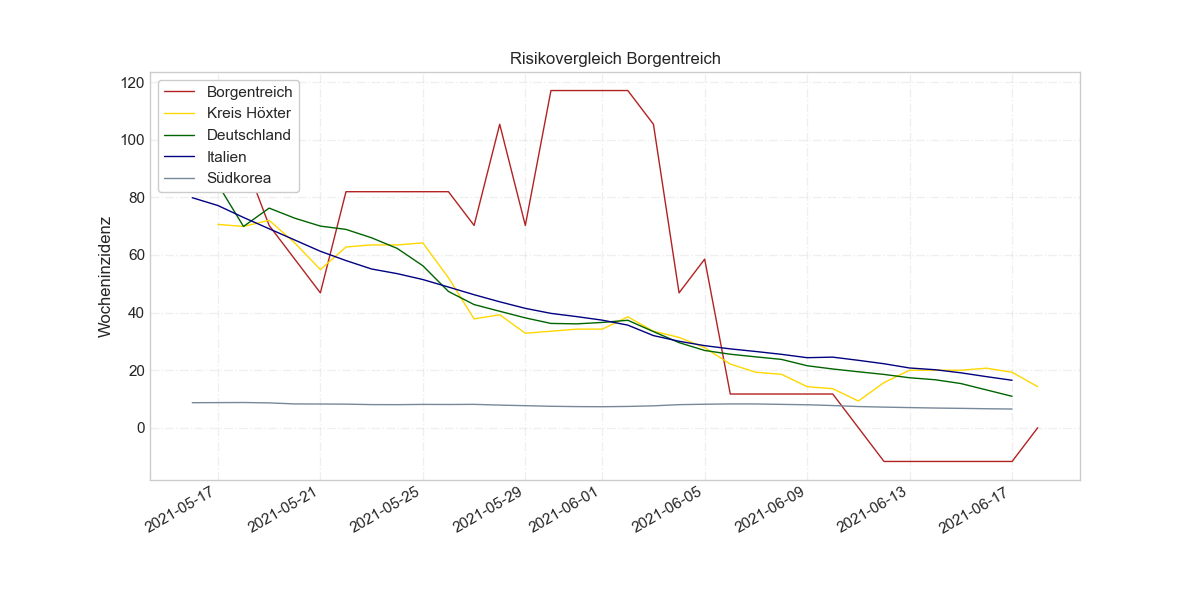 Risikovergleich Borgentreich
Borgentreich
Kreis Höxter
Deutschland
Italien
Südkorea
Wocheninzidenz
120
100
80
60
40
20
0
2021-05-17
2021-05-21
2021-05-25
2021-05-29
2021-06-01
2021-06-05
2021-06-09
2021-06-13
2021-06-17